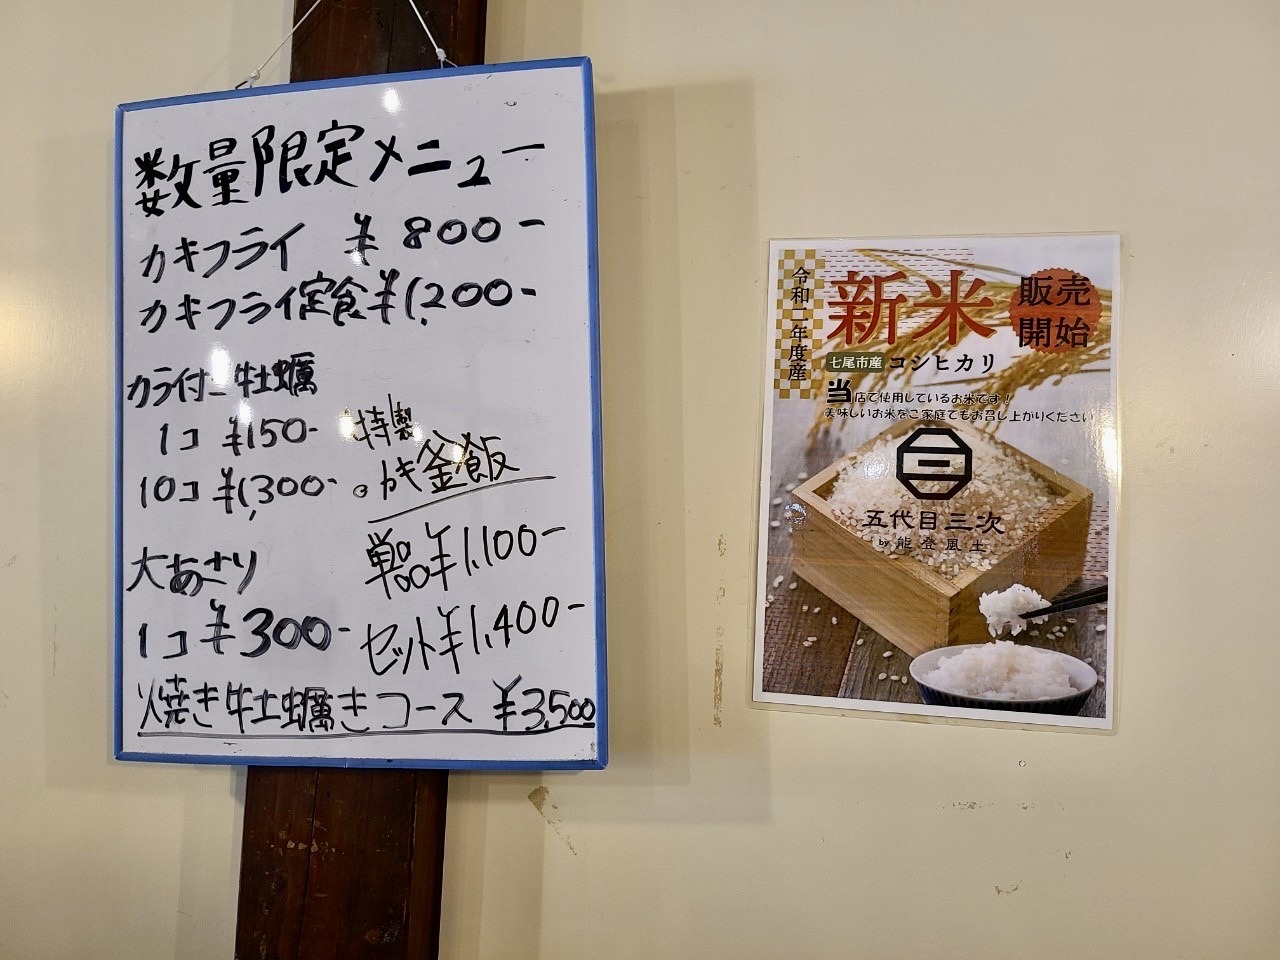 数量限定メニュー
カキフライ ¥800-
カキフライ定食¥1,200-
カラ付牡蠣
1コ ¥150-
10コ ¥1,300-
特製
かき釜飯
単品¥1,100-
セット¥1,400-
大あさり
1コ ¥300-
焼き牡蠣きコース ¥3,500
令和二年度産
新米
販売
開始
七尾市産 コシヒカリ
当店で使用しているお米です!
美味しいお米をご家庭でもお召し上がりください
三
五代目三次
by 能登風土